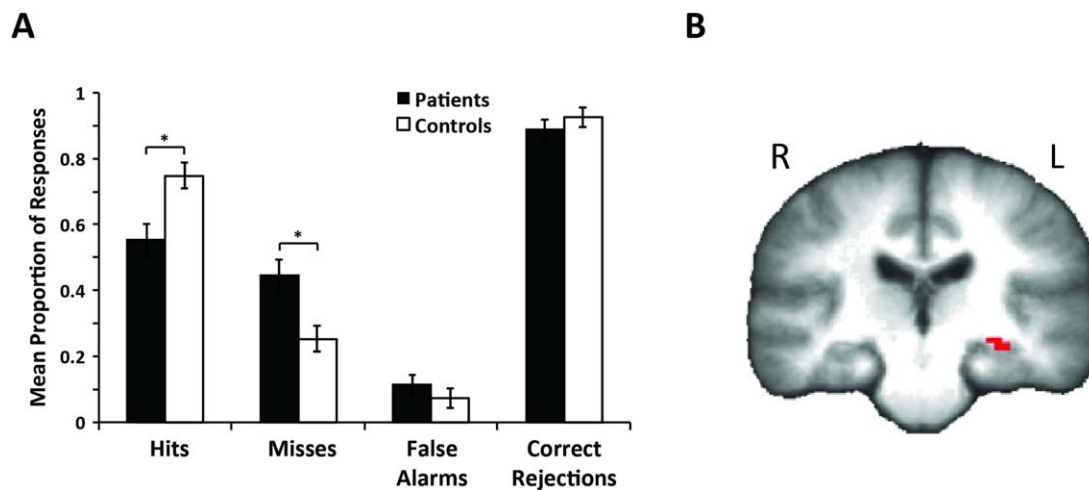 A
B
Mean Proportion of Responses
1
0.8
0.6
0.4
0.2
0
Patients
Controls
*
*
Hits
Misses
False
Alarms
Correct
Rejections
R
L